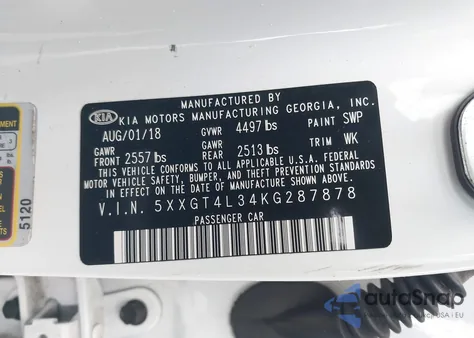 MANUFACTURED BY
KIA KIA MOTORS MANUFACTURING GEORGIA, INC.
AUG/01/18 GVWR 4497 lbs PAINT SWP
GAWR FRONT 2557 lbs GAWR REAR 2513 lbs TRIM WK
THIS VEHICLE CONFORMS TO ALL APPLICABLE U.S.A. FEDERAL
MOTOR VEHICLE SAFETY, BUMPER, AND THEFT PREVENTION STANDARDS
IN EFFECT ON THE DATE OF MANUFACTURE SHOWN ABOVE.
V.I.N. 5XXGT4L34KG287878
PASSENGER CAR
5120
autoSnap